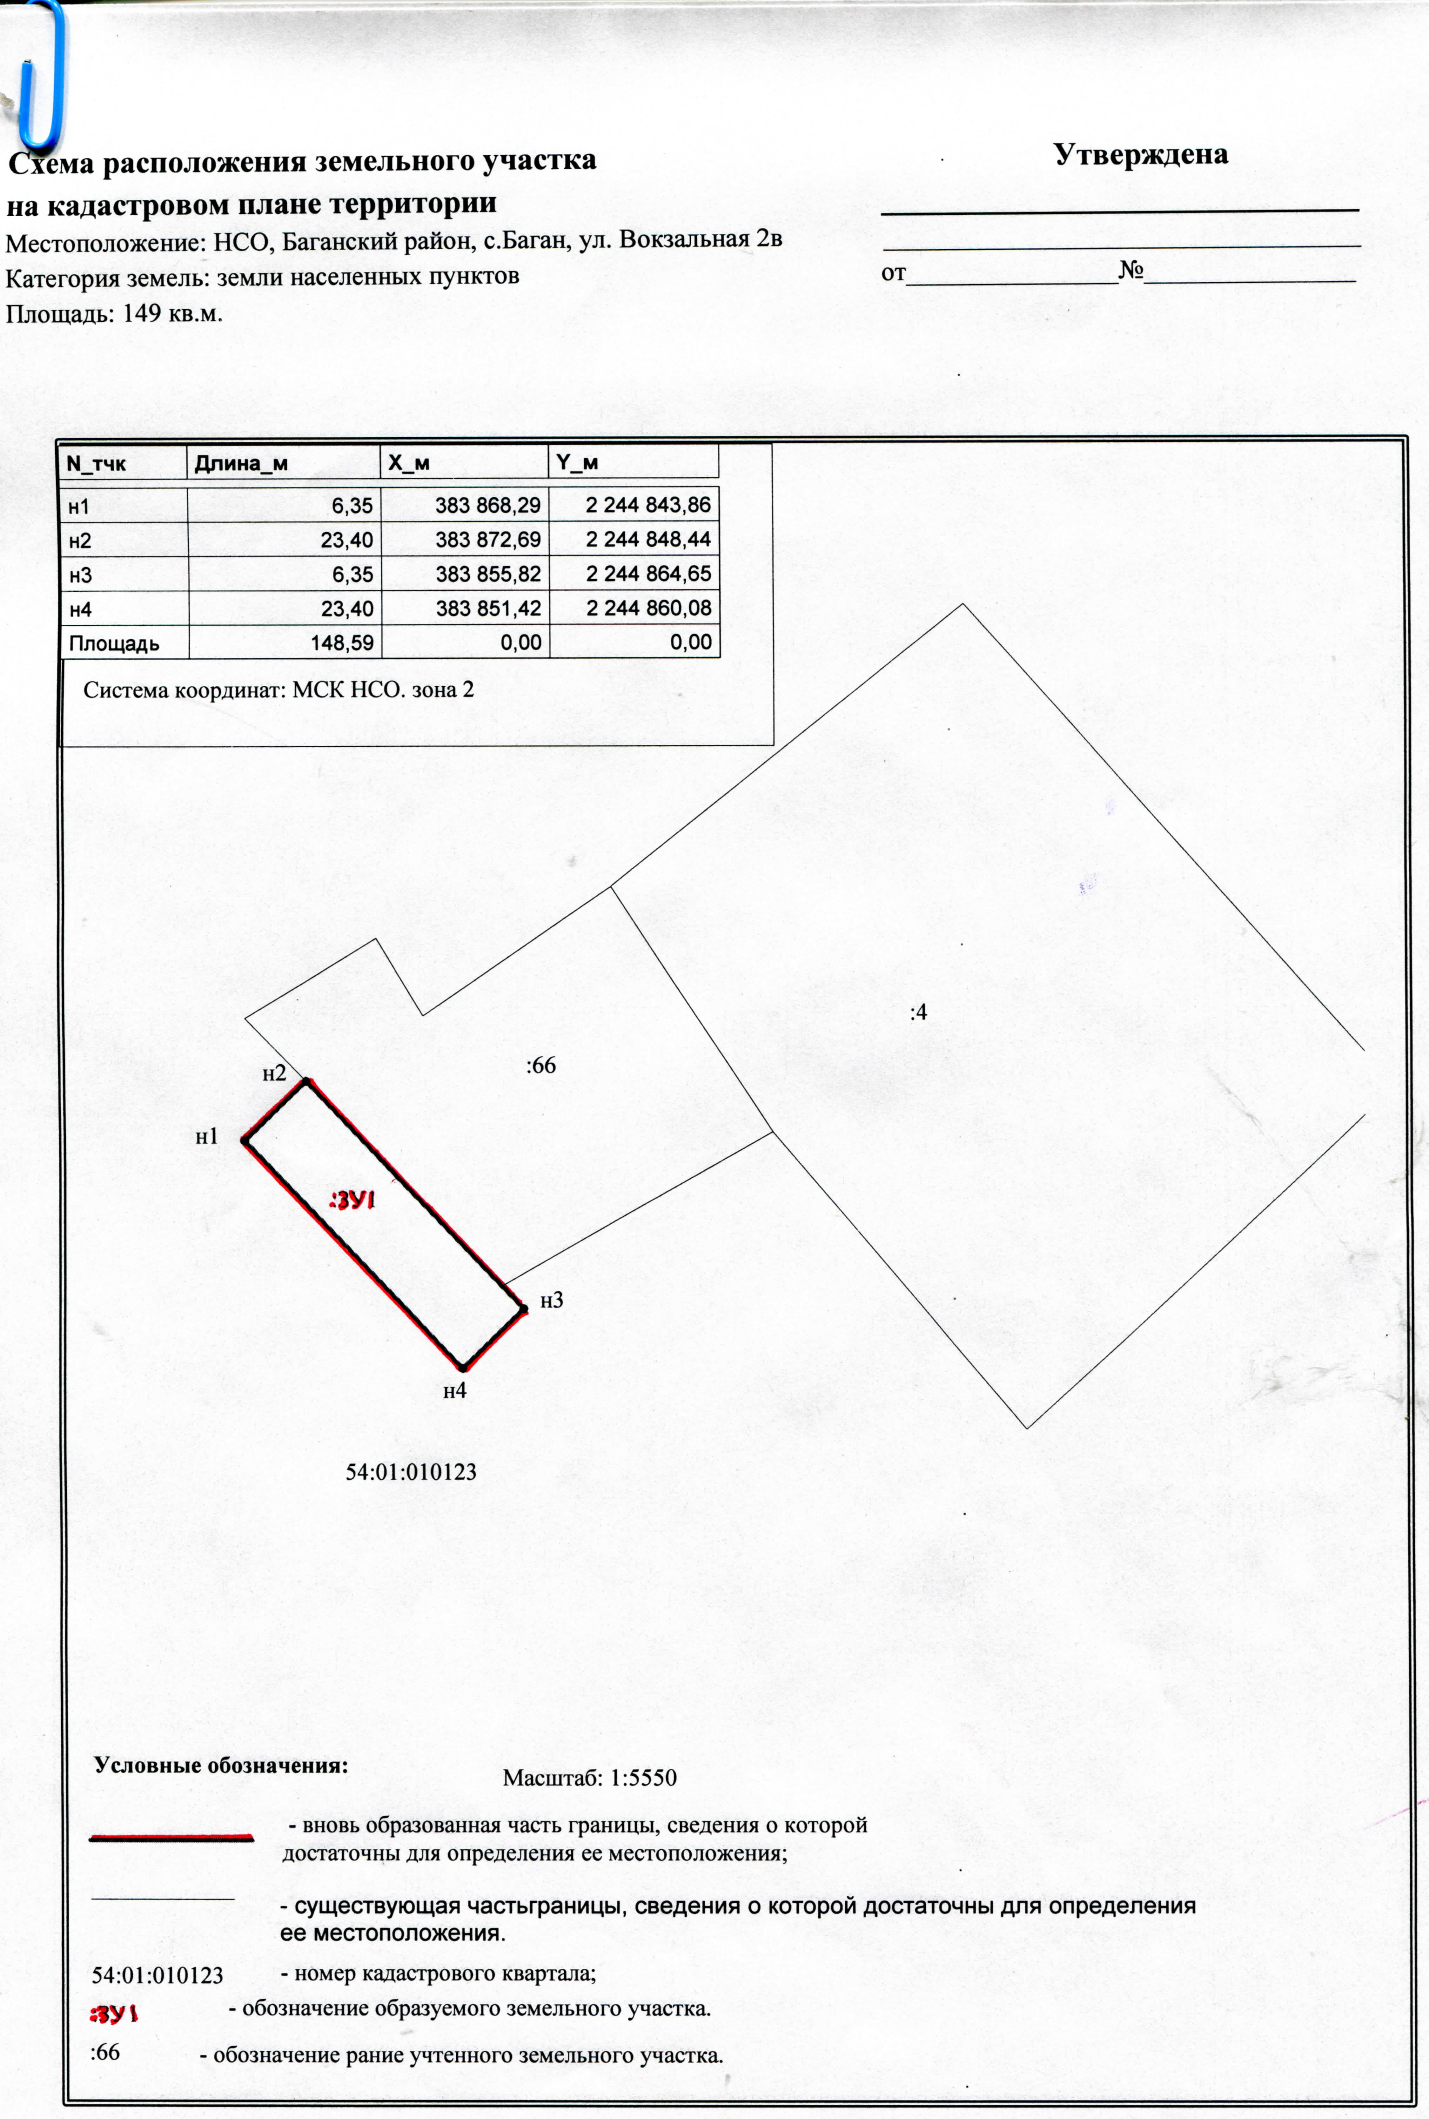 Схема расположения земельного участка
на кадастровом плане территории
Местоположение: НСО, Баганский район, с.Баган, ул. Вокзальная 2в
Категория земель: земли населенных пунктов
Площадь: 149 кв.м.
Утверждена
от №
N_тчк Длина_м X_м Y_м
н1 6,35 383 868,29 2 244 843,86
н2 23,40 383 872,69 2 244 848,44
н3 6,35 383 855,82 2 244 864,65
н4 23,40 383 851,42 2 244 860,08
Площадь 148,59 0,00 0,00
Система координат: МСК НСО. зона 2
:4
:66
н2
н1
:ЗУ1
н3
н4
54:01:010123
Условные обозначения:
Масштаб: 1:5550
- вновь образованная часть границы, сведения о которой
достаточны для определения ее местоположения;
- существующая частьграницы, сведения о которой достаточны для определения
ее местоположения.
54:01:010123 - номер кадастрового квартала;
:ЗУ1 - обозначение образуемого земельного участка.
:66 - обозначение рание учтенного земельного участка.